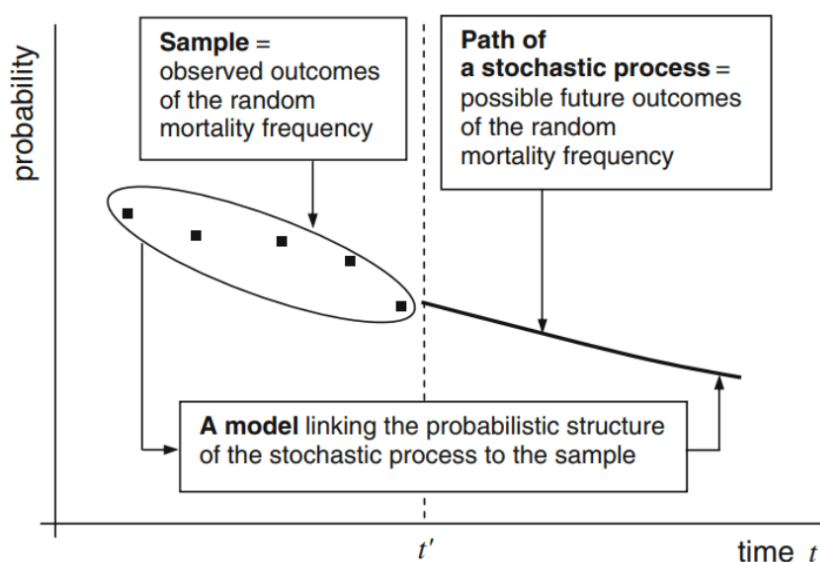 probability
Sample =
observed outcomes
of the random
mortality frequency
Path of
a stochastic process =
possible future outcomes
of the random
mortality frequency
A model linking the probabilistic structure
of the stochastic process to the sample
t′
time t